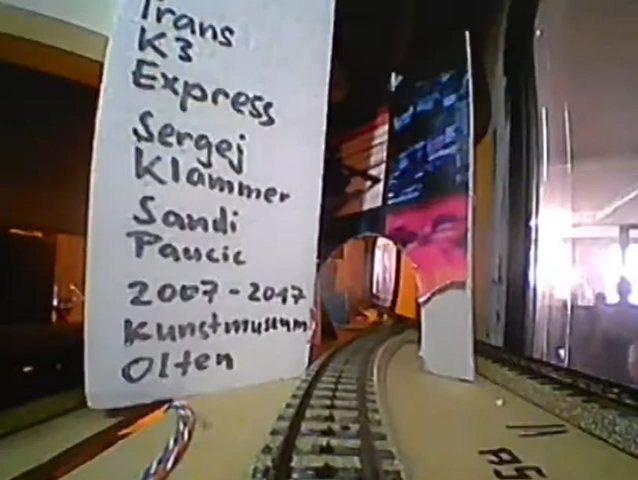 Trans
K3
Express
Sergej
Klammer
Sandi
Paucic
2007-2017
Kunstmuseum
Olten